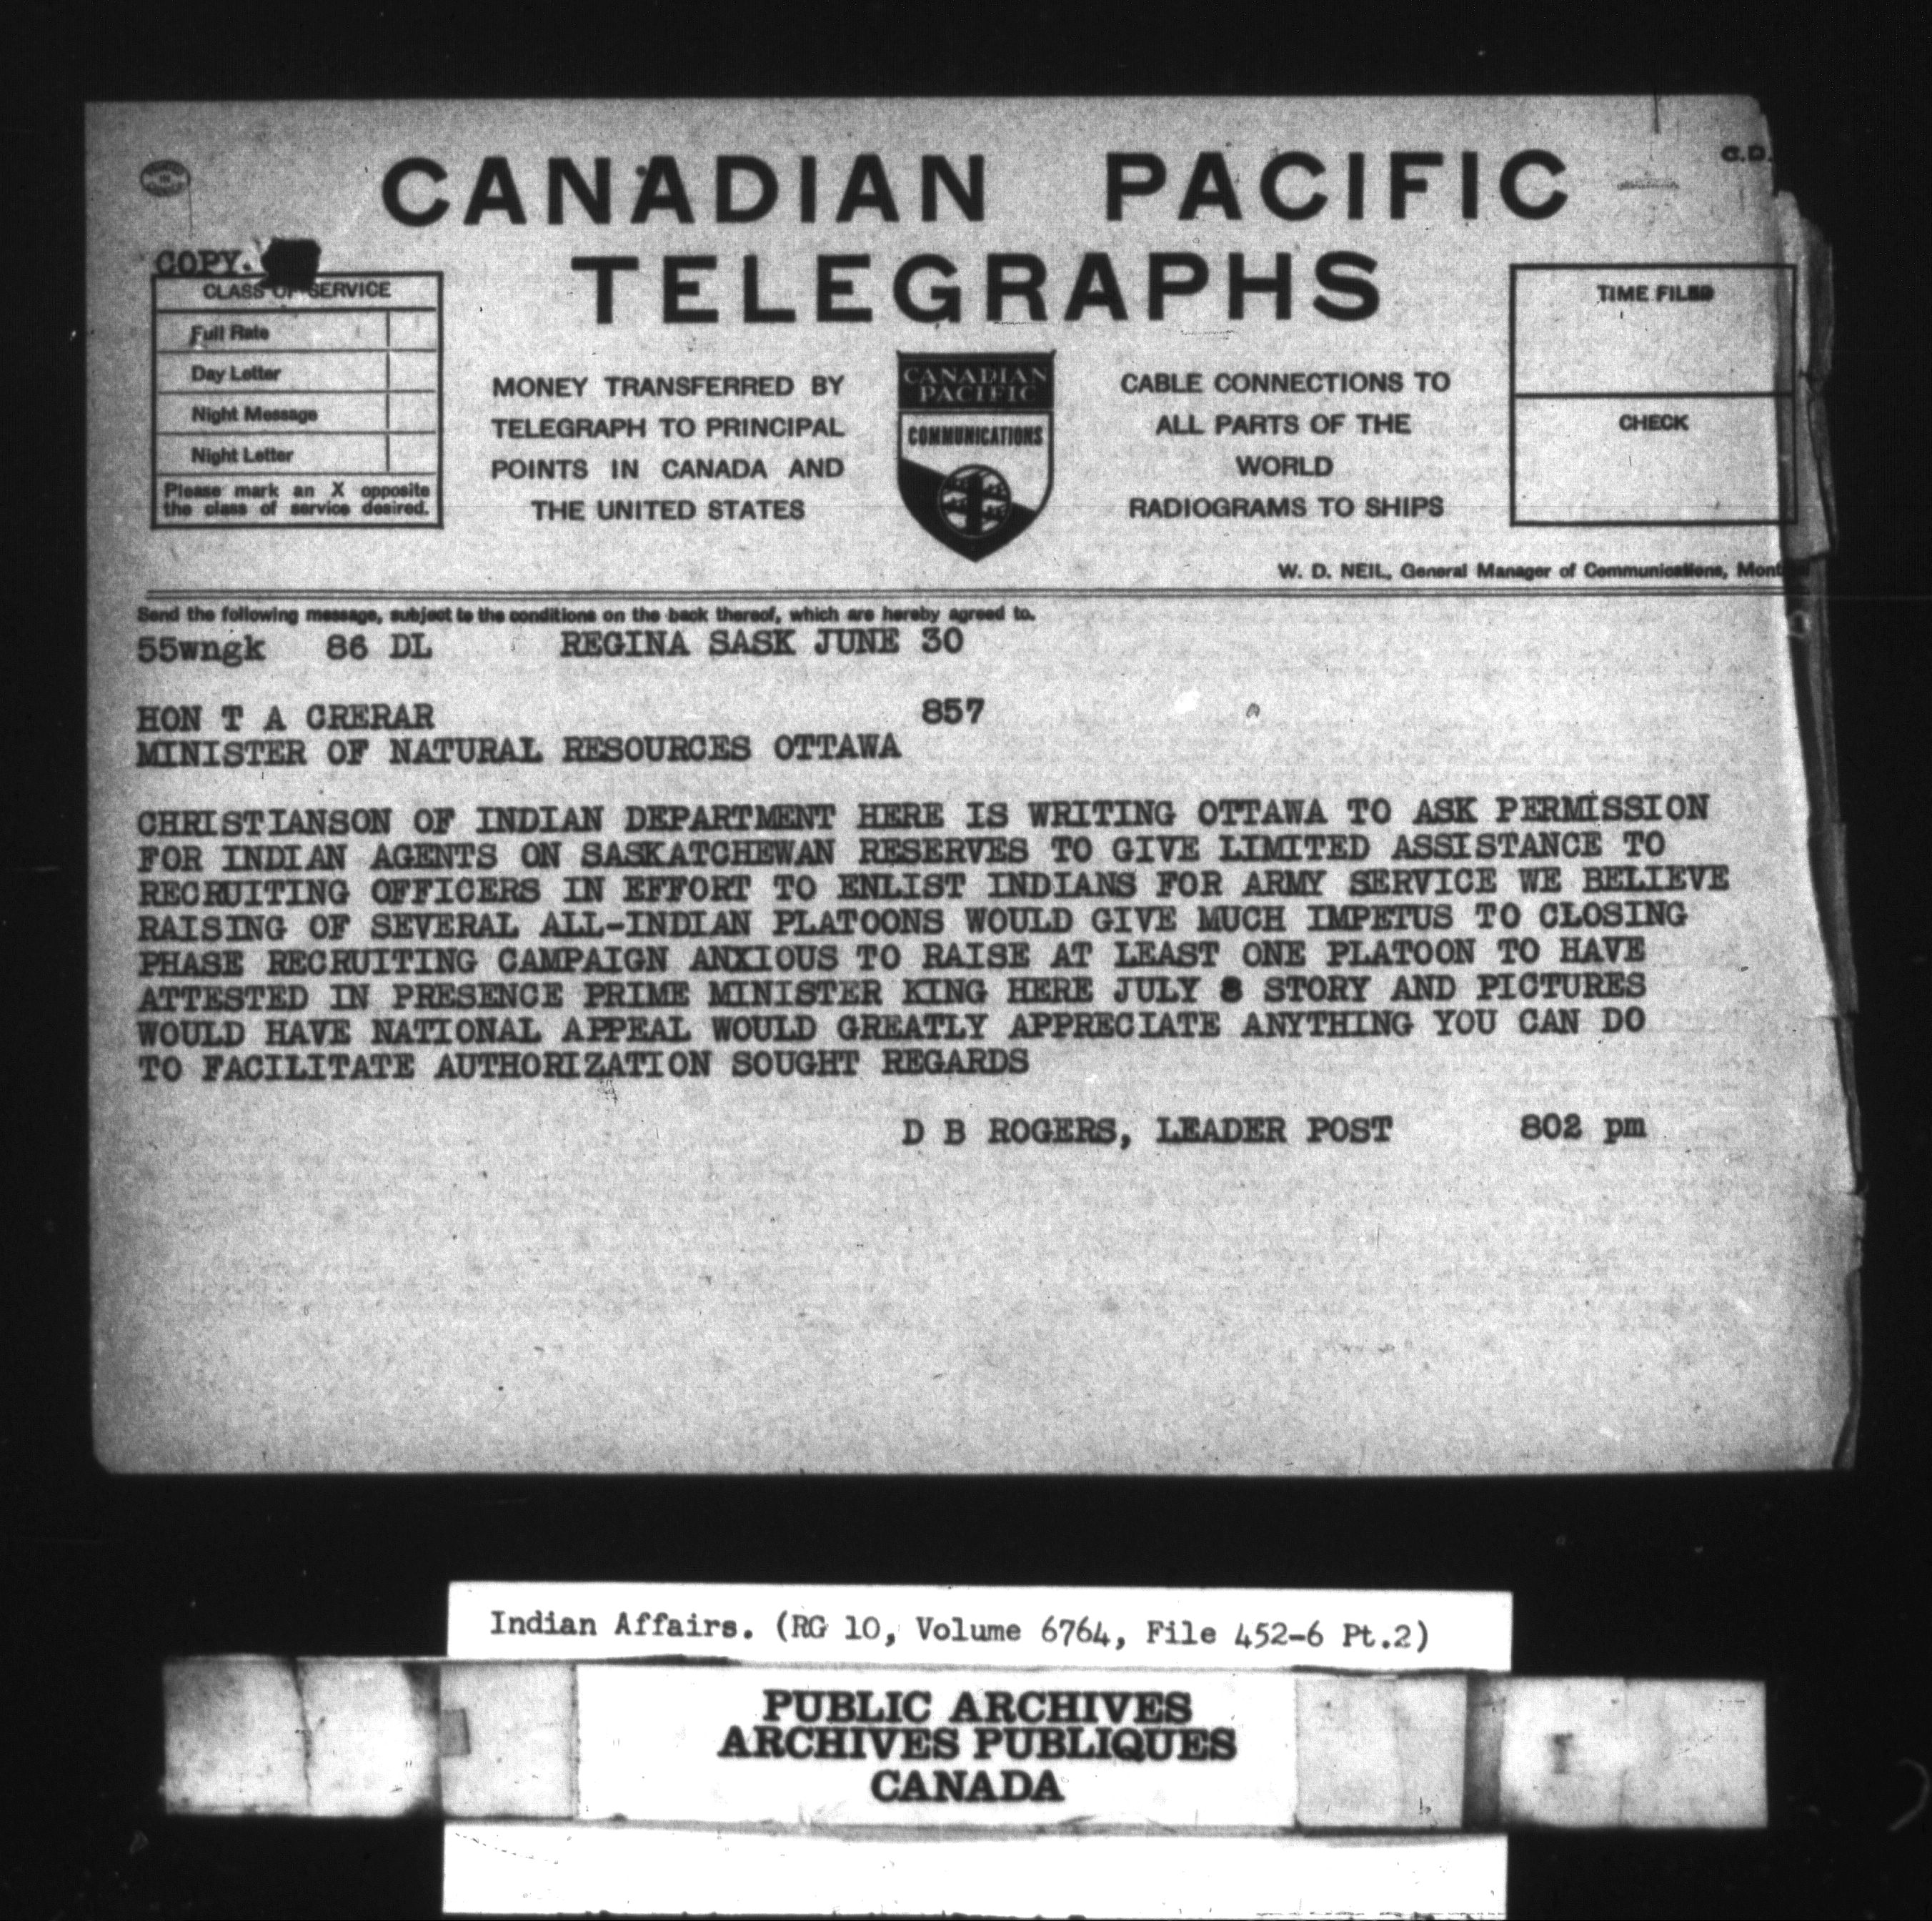 C.D.
CANADIAN PACIFIC
TELEGRAPHS
COPY.
CLASS OF SERVICE
Full Rate
Day Letter
Night Message
Night Letter
Please mark an X opposite
the class of service desired.
MONEY TRANSFERRED BY
TELEGRAPH TO PRINCIPAL
POINTS IN CANADA AND
THE UNITED STATES
CANADIAN
PACIFIC
COMMUNICATIONS
CABLE CONNECTIONS TO
ALL PARTS OF THE
WORLD
RADIOGRAMS TO SHIPS
TIME FILED
CHECK
W. D. NEIL, General Manager of Communications,
Send the following message, subject to the conditions on the back thereof, which are hereby agreed to.
55wngk 86 DL REGINA SASK JUNE 30
HON T A CRERAR 857
MINISTER OF NATURAL RESOURCES OTTAWA
CHRISTIANSON OF INDIAN DEPARTMENT HERE IS WRITING OTTAWA TO ASK PERMISSION
FOR INDIAN AGENTS ON SASKATCHEWAN RESERVES TO GIVE LIMITED ASSISTANCE TO
RECRUITING OFFICERS IN EFFORT TO ENLIST INDIANS FOR ARMY SERVICE WE BELIEVE
RAISING OF SEVERAL ALL-INDIAN PLATOONS WOULD GIVE MUCH IMPETUS TO CLOSING
PHASE RECRUITING CAMPAIGN ANXIOUS TO RAISE AT LEAST ONE PLATOON TO HAVE
ATTESTED IN PRESENCE PRIME MINISTER KING HERE JULY 8 STORY AND PICTURES
WOULD HAVE NATIONAL APPEAL WOULD GREATLY APPRECIATE ANYTHING YOU CAN DO
TO FACILITATE AUTHORIZATION SOUGHT REGARDS
D B ROGERS, LEADER POST 802 pm
Indian Affairs. (RG 10, Volume 6764, File 452-6 Pt.2)
PUBLIC ARCHIVES
ARCHIVES PUBLIQUES
CANADA